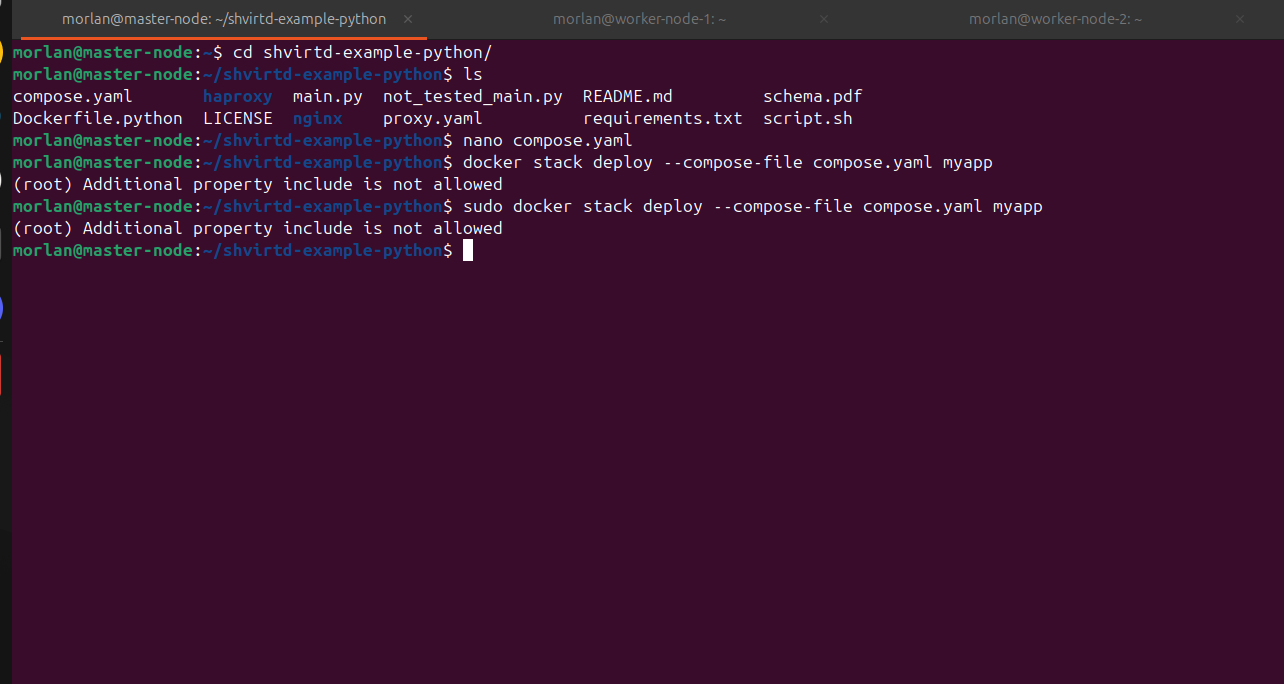 morlan@master-node: ~/shvirtd-example-python × morlan@worker-node-1: ~ × morlan@worker-node-2: ~ ×
morlan@master-node:~$ cd shvirtd-example-python/
morlan@master-node:~/shvirtd-example-python$ ls
compose.yaml haproxy main.py not_tested_main.py README.md schema.pdf
Dockerfile.python LICENSE nginx proxy.yaml requirements.txt script.sh
morlan@master-node:~/shvirtd-example-python$ nano compose.yaml
morlan@master-node:~/shvirtd-example-python$ docker stack deploy --compose-file compose.yaml myapp
(root) Additional property include is not allowed
morlan@master-node:~/shvirtd-example-python$ sudo docker stack deploy --compose-file compose.yaml myapp
(root) Additional property include is not allowed
morlan@master-node:~/shvirtd-example-python$